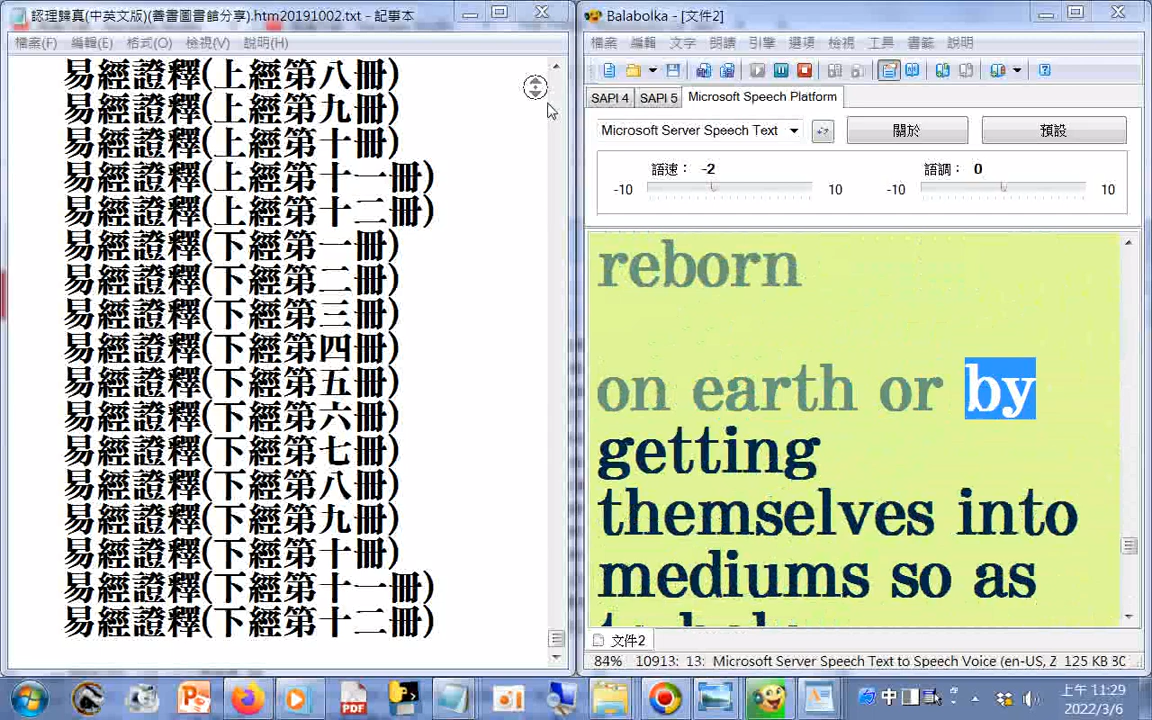 認理歸真(中英文版)(善書圖書館分享).htm20191002.txt - 記事本
檔案(F) 編輯(E) 格式(O) 檢視(V) 說明(H)
易經證釋(上經第八冊)
易經證釋(上經第九冊)
易經證釋(上經第十冊)
易經證釋(上經第十一冊)
易經證釋(上經第十二冊)
易經證釋(下經第一冊)
易經證釋(下經第二冊)
易經證釋(下經第三冊)
易經證釋(下經第四冊)
易經證釋(下經第五冊)
易經證釋(下經第六冊)
易經證釋(下經第七冊)
易經證釋(下經第八冊)
易經證釋(下經第九冊)
易經證釋(下經第十冊)
易經證釋(下經第十一冊)
易經證釋(下經第十二冊)
Balabolka - [文件2]
檔案 編輯 文字 朗讀 引擎 選項 檢視 工具 書籤 說明
SAPI 4 SAPI 5 Microsoft Speech Platform
Microsoft Server Speech Text 關於 預設
語速： -2 語調： 0
-10 10 -10 10
reborn
on earth or by
getting
themselves into
mediums so as
文件2
84% 10913: 13: Microsoft Server Speech Text to Speech Voice (en-US, Z 125 KB
PDF 中 上午 11:29
2022/3/6